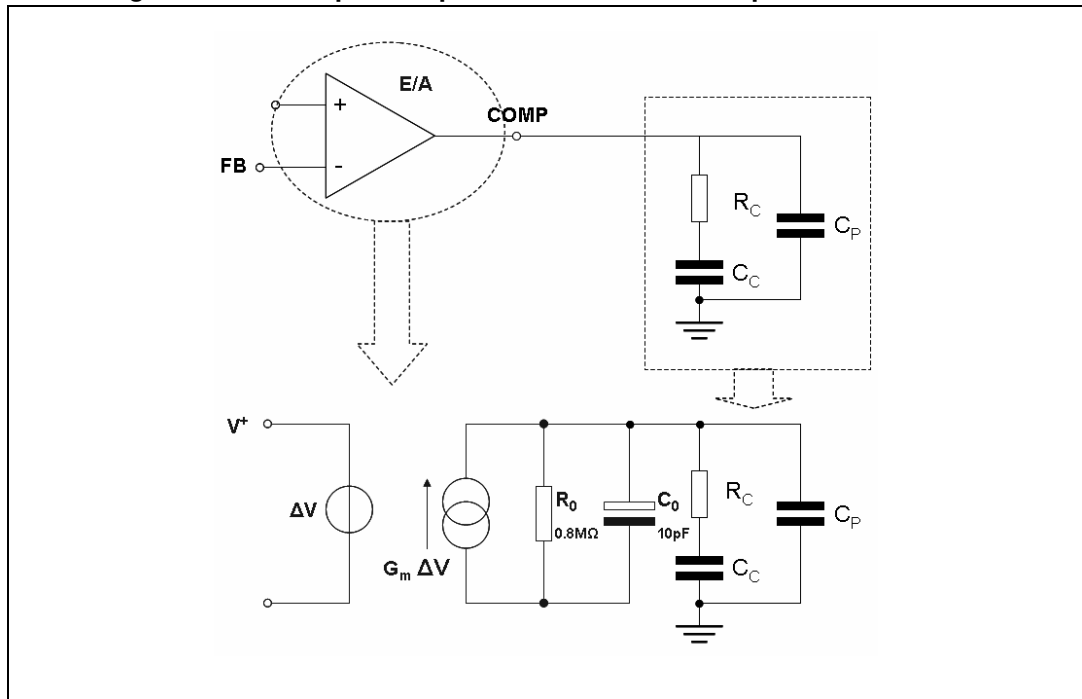 E/A
+
COMP
FB
-
R_C
C_P
C_C
V⁺
ΔV
G_m ΔV
R_0
0.8MΩ
C_0
10pF
R_C
C_C
C_P